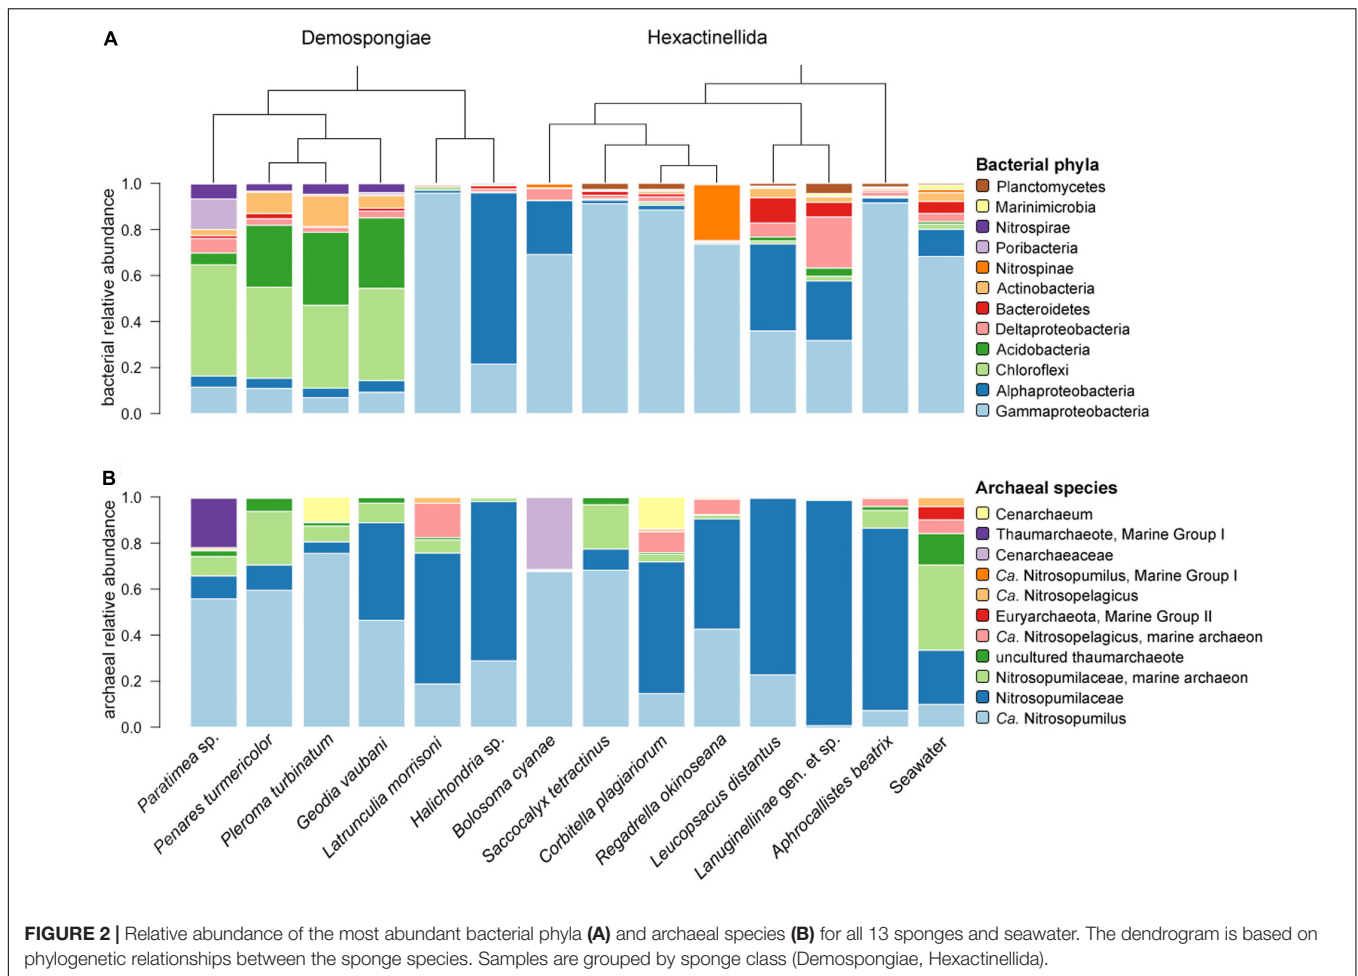 A
Demospongiae
Hexactinellida
bacterial relative abundance
1.0
0.8
0.6
0.4
0.2
0.0
Bacterial phyla
Planctomycetes
Marinimicrobia
Nitrospirae
Poribacteria
Nitrospinae
Actinobacteria
Bacteroidetes
Deltaproteobacteria
Acidobacteria
Chloroflexi
Alphaproteobacteria
Gammaproteobacteria
B
archaeal relative abundance
1.0
0.8
0.6
0.4
0.2
0.0
Archaeal species
Cenarchaeum
Thaumarchaeote, Marine Group I
Cenarchaeaceae
Ca. Nitrosopumilus, Marine Group I
Ca. Nitrosopelagicus
Euryarchaeota, Marine Group II
Ca. Nitrosopelagicus, marine archaeon
uncultured thaumarchaeote
Nitrosopumilaceae, marine archaeon
Nitrosopumilaceae
Ca. Nitrosopumilus
Paratimea sp.
Penares turmericolor
Pleroma turbinatum
Geodia vaubani
Latrunculia morrisoni
Halichondria sp.
Bolosoma cyanae
Saccocalyx tetractinus
Corbitella plagiariorum
Regadrella okinoseana
Leucopsacus distantus
Lanuginellinae gen. et sp.
Aphrocallistes beatrix
Seawater
FIGURE 2 | Relative abundance of the most abundant bacterial phyla (A) and archaeal species (B) for all 13 sponges and seawater. The dendrogram is based on
phylogenetic relationships between the sponge species. Samples are grouped by sponge class (Demospongiae, Hexactinellida).